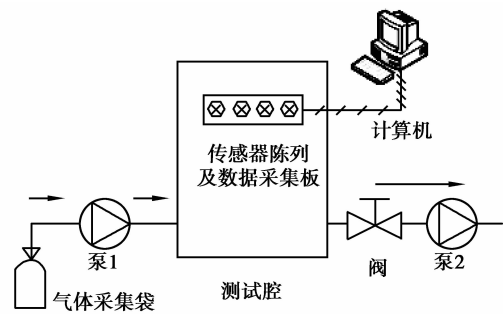 计算机
传感器陈列
及数据采集板
泵1
阀
泵2
气体采集袋
测试腔